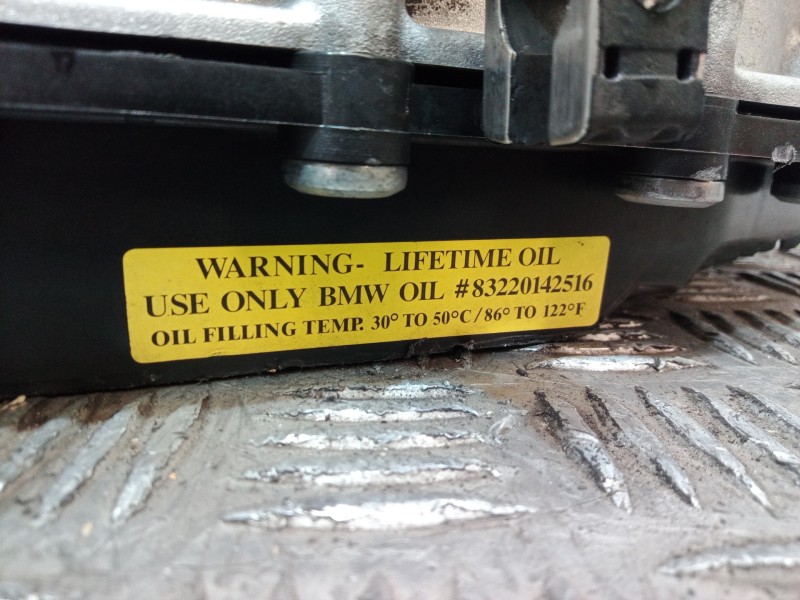 WARNING- LIFETIME OIL
USE ONLY BMW OIL #83220142516
OIL FILLING TEMP. 30° TO 50°C/86° TO 122°F